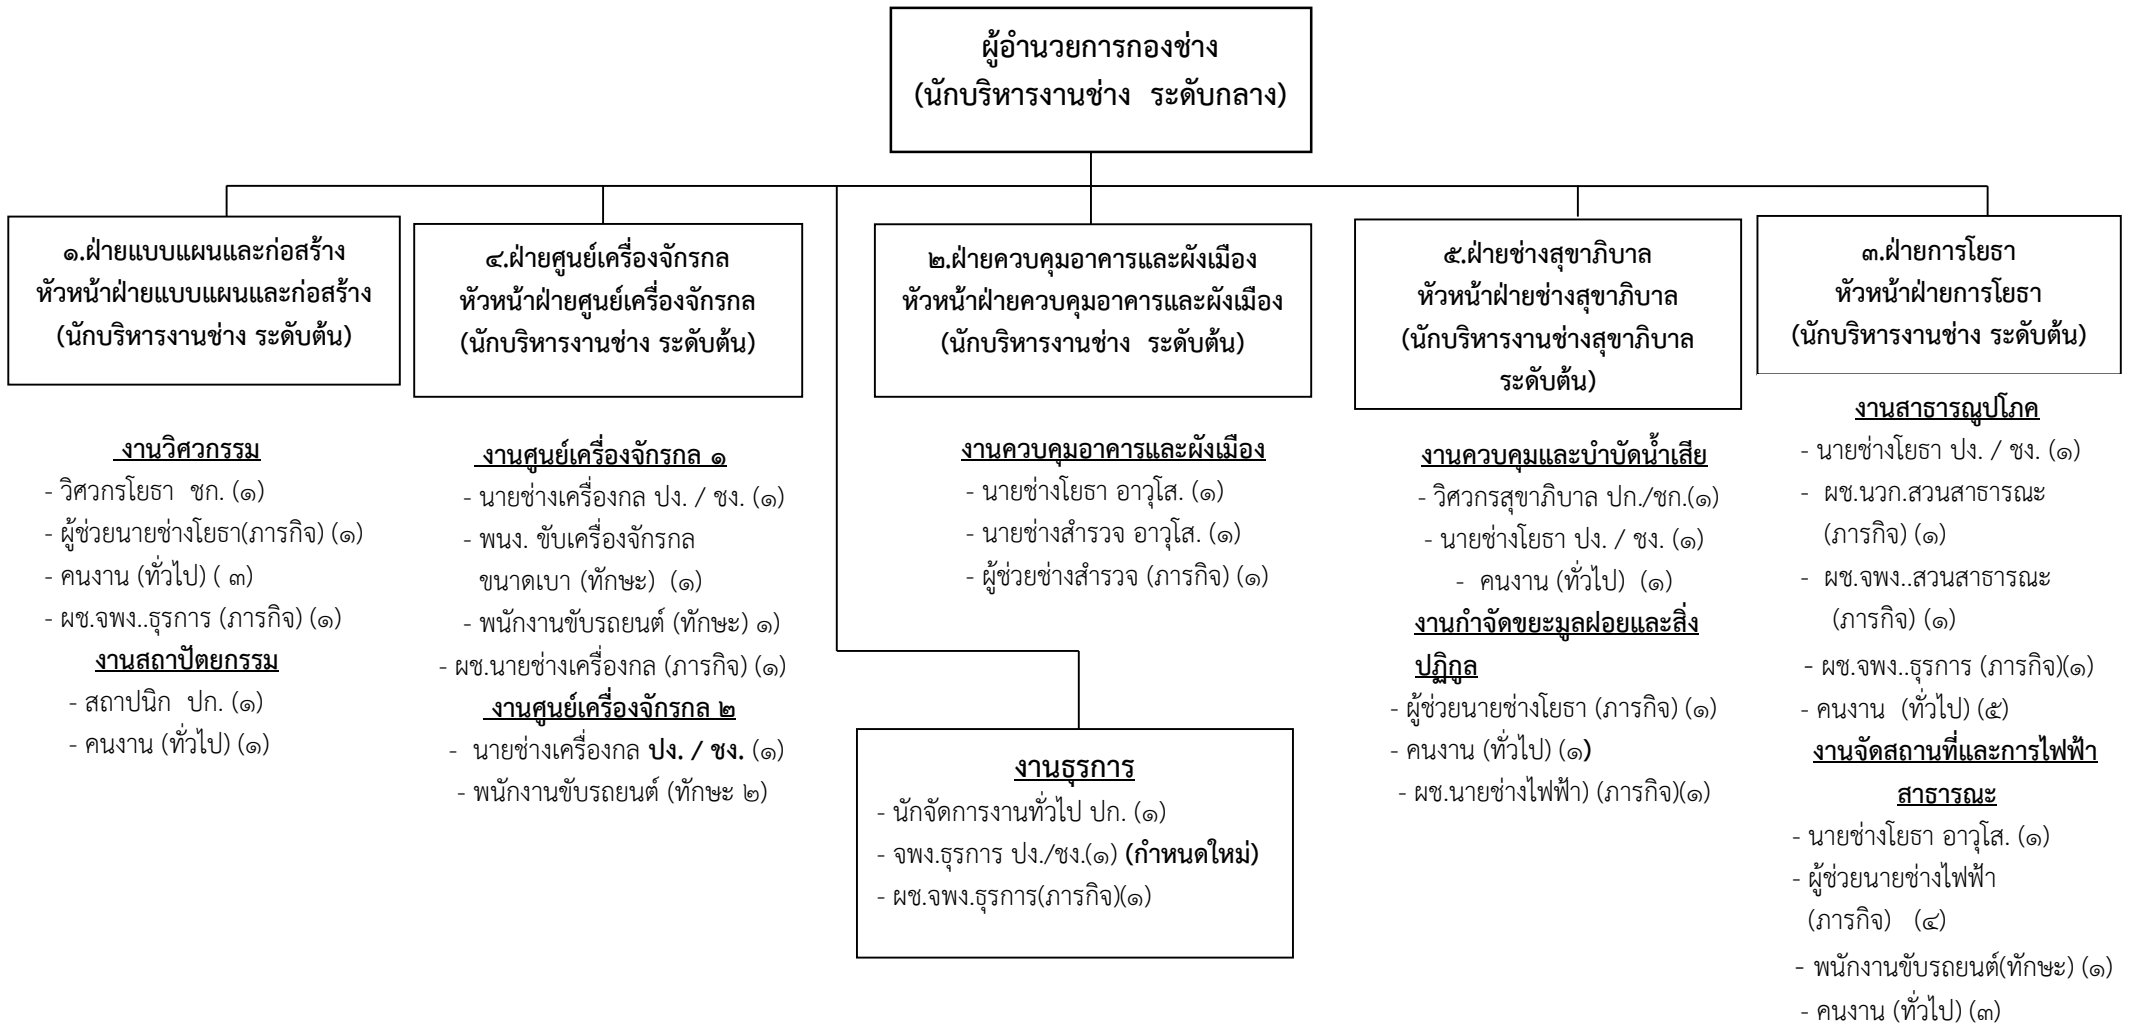 ผู้อำนวยการกองช่าง
(นักบริหารงานช่าง ระดับกลาง)
๑.ฝ่ายแบบแผนและก่อสร้าง
หัวหน้าฝ่ายแบบแผนและก่อสร้าง
(นักบริหารงานช่าง ระดับต้น)
งานวิศวกรรม
- วิศวกรโยธา ชก. (๑)
- ผู้ช่วยนายช่างโยธา(ภารกิจ) (๑)
- คนงาน (ทั่วไป) ( ๓)
- ผช.จพง..ธุรการ (ภารกิจ) (๑)
งานสถาปัตยกรรม
- สถาปนิก ปก. (๑)
- คนงาน (ทั่วไป) (๑)
๔.ฝ่ายศูนย์เครื่องจักรกล
หัวหน้าฝ่ายศูนย์เครื่องจักรกล
(นักบริหารงานช่าง ระดับต้น)
งานศูนย์เครื่องจักรกล ๑
- นายช่างเครื่องกล ปง. / ชง. (๑)
- พนง. ขับเครื่องจักรกล
ขนาดเบา (ทักษะ) (๑)
- พนักงานขับรถยนต์ (ทักษะ) ๑)
- ผช.นายช่างเครื่องกล (ภารกิจ) (๑)
งานศูนย์เครื่องจักรกล ๒
- นายช่างเครื่องกล ปง. / ชง. (๑)
- พนักงานขับรถยนต์ (ทักษะ ๒)
๒.ฝ่ายควบคุมอาคารและผังเมือง
หัวหน้าฝ่ายควบคุมอาคารและผังเมือง
(นักบริหารงานช่าง ระดับต้น)
งานควบคุมอาคารและผังเมือง
- นายช่างโยธา อาวุโส. (๑)
- นายช่างสำรวจ อาวุโส. (๑)
- ผู้ช่วยช่างสำรวจ (ภารกิจ) (๑)
งานธุรการ
- นักจัดการงานทั่วไป ปก. (๑)
- จพง.ธุรการ ปง./ชง.(๑) (กำหนดใหม่)
- ผช.จพง.ธุรการ(ภารกิจ)(๑)
๕.ฝ่ายช่างสุขาภิบาล
หัวหน้าฝ่ายช่างสุขาภิบาล
(นักบริหารงานช่างสุขาภิบาล
ระดับต้น)
งานควบคุมและบำบัดน้ำเสีย
- วิศวกรสุขาภิบาล ปก./ชก.(๑)
- นายช่างโยธา ปง. / ชง. (๑)
- คนงาน (ทั่วไป) (๑)
งานกำจัดขยะมูลฝอยและสิ่ง
ปฏิกูล
- ผู้ช่วยนายช่างโยธา (ภารกิจ) (๑)
- คนงาน (ทั่วไป) (๑)
- ผช.นายช่างไฟฟ้า) (ภารกิจ)(๑)
๓.ฝ่ายการโยธา
หัวหน้าฝ่ายการโยธา
(นักบริหารงานช่าง ระดับต้น)
งานสาธารณูปโภค
- นายช่างโยธา ปง. / ชง. (๑)
- ผช.นวก.สวนสาธารณะ
(ภารกิจ) (๑)
- ผช.จพง..สวนสาธารณะ
(ภารกิจ) (๑)
- ผช.จพง..ธุรการ (ภารกิจ)(๑)
- คนงาน (ทั่วไป) (๕)
งานจัดสถานที่และการไฟฟ้า
สาธารณะ
- นายช่างโยธา อาวุโส. (๑)
- ผู้ช่วยนายช่างไฟฟ้า
(ภารกิจ) (๔)
- พนักงานขับรถยนต์(ทักษะ) (๑)
- คนงาน (ทั่วไป) (๓)